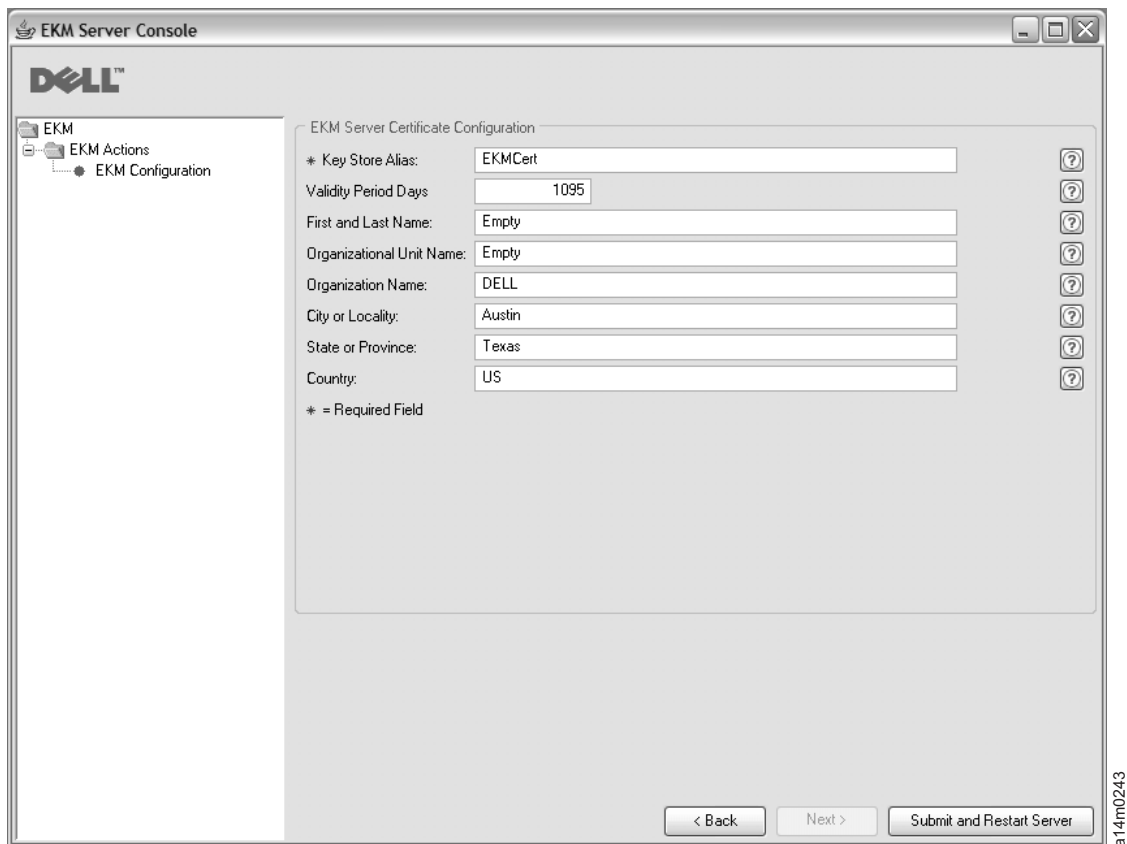 EKM Server Console
DELL™
EKM
EKM Actions
EKM Configuration
EKM Server Certificate Configuration
* Key Store Alias: EKMCert ?
Validity Period Days 1095 ?
First and Last Name: Empty ?
Organizational Unit Name: Empty ?
Organization Name: DELL ?
City or Locality: Austin ?
State or Province: Texas ?
Country: US ?
* = Required Field
< Back Next > Submit and Restart Server
a14m0243